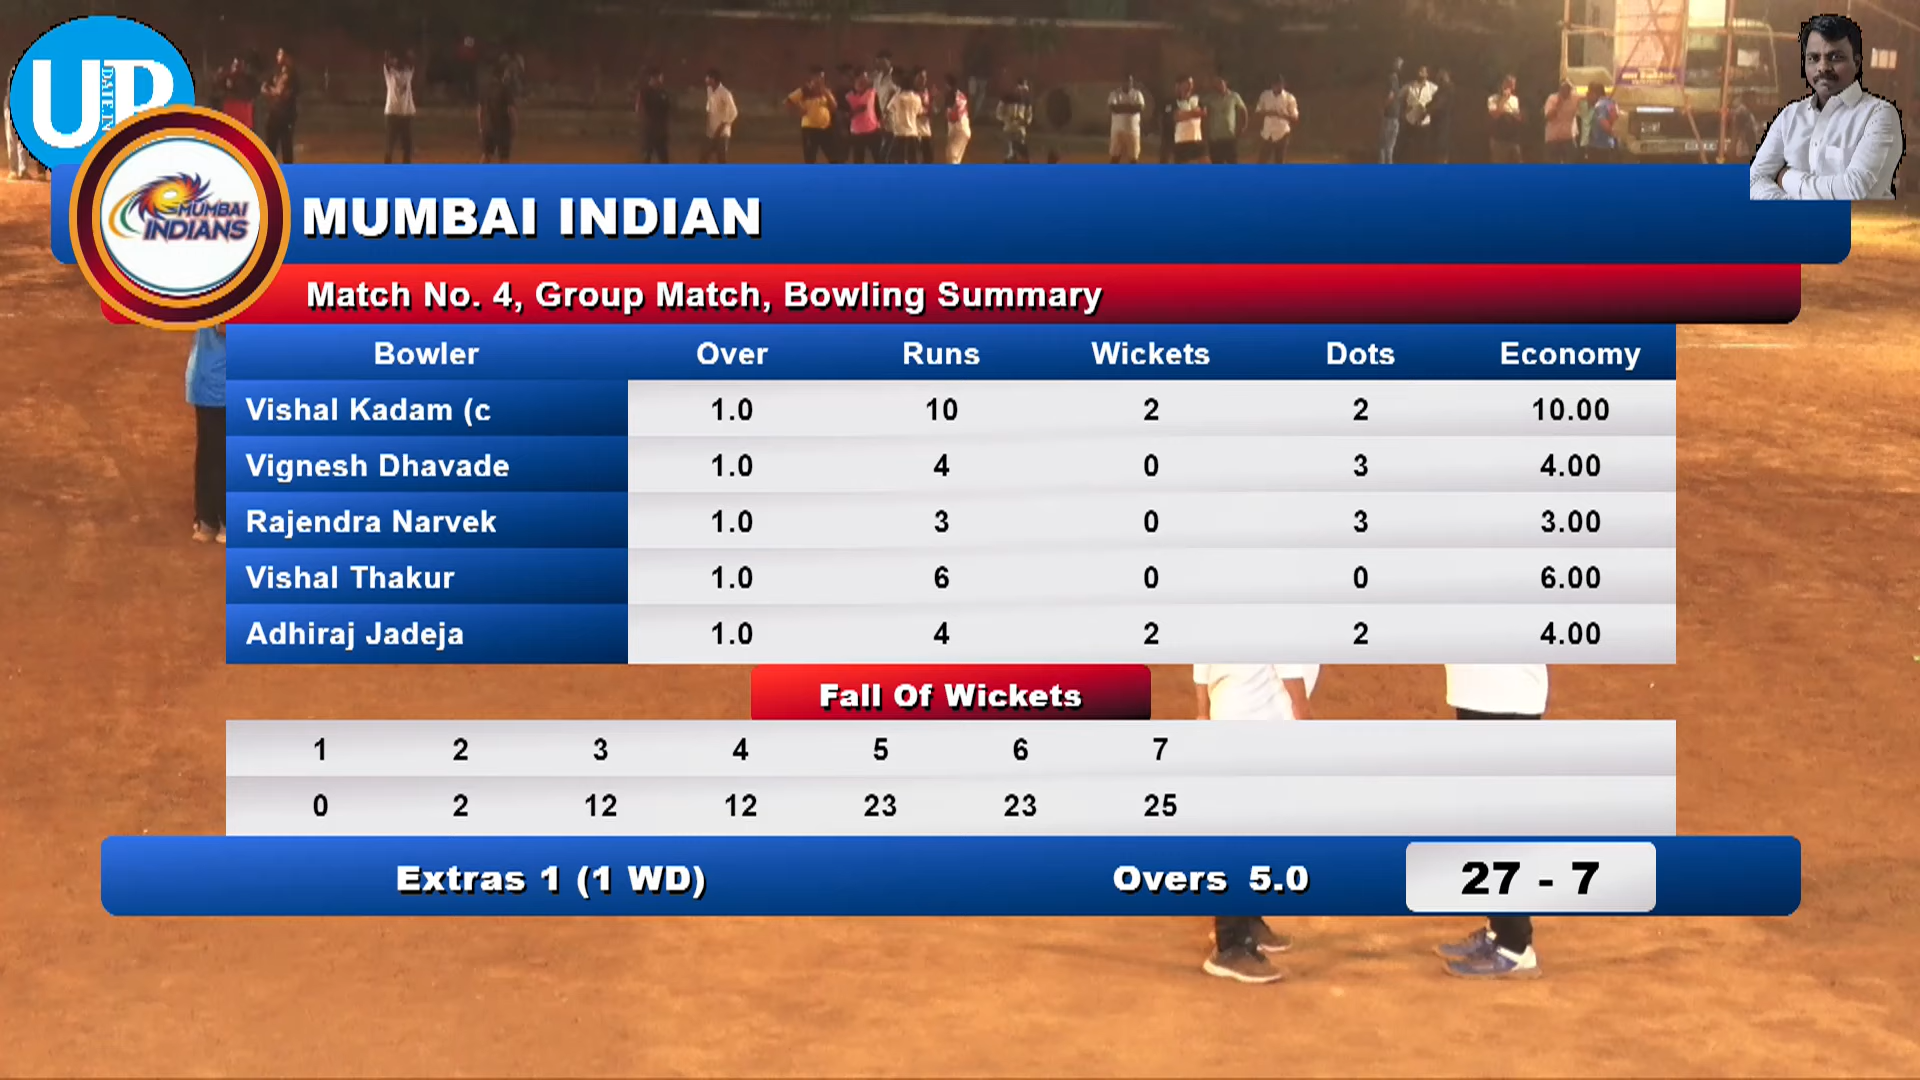 UP
DATE.IN
MUMBAI
INDIANS
MUMBAI INDIAN
Match No. 4, Group Match, Bowling Summary
Bowler Over Runs Wickets Dots Economy
Vishal Kadam (c 1.0 10 2 2 10.00
Vignesh Dhavade 1.0 4 0 3 4.00
Rajendra Narvek 1.0 3 0 3 3.00
Vishal Thakur 1.0 6 0 0 6.00
Adhiraj Jadeja 1.0 4 2 2 4.00
Fall Of Wickets
1 2 3 4 5 6 7
0 2 12 12 23 23 25
Extras 1 (1 WD) Overs 5.0 27 - 7